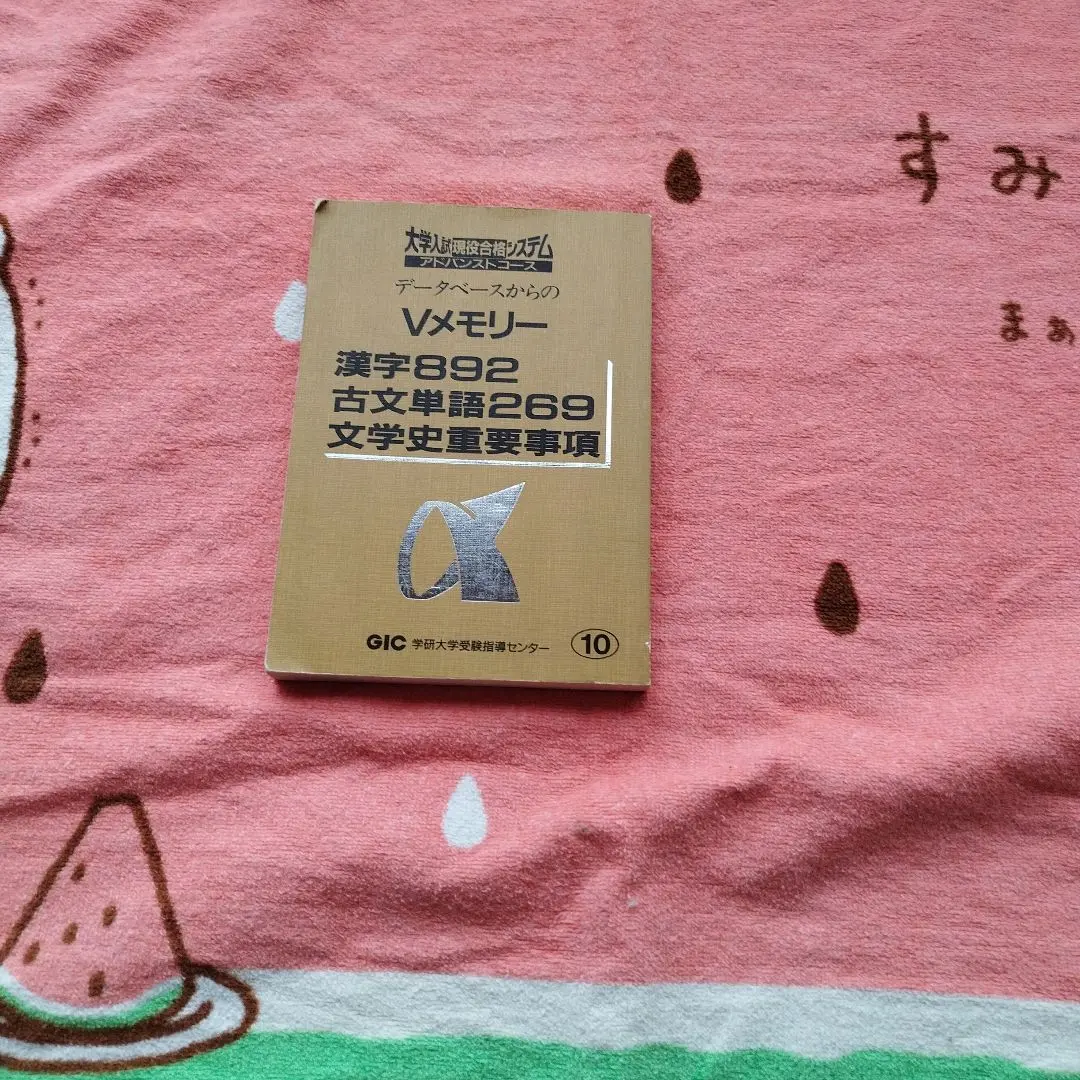 大学入試現役合格システム
アドバンストコース
データベースからの
Vメモリー
漢字892
古文単語269
文学史重要事項
GIC 学研大学受験指導センター 10
すみ
まぁ